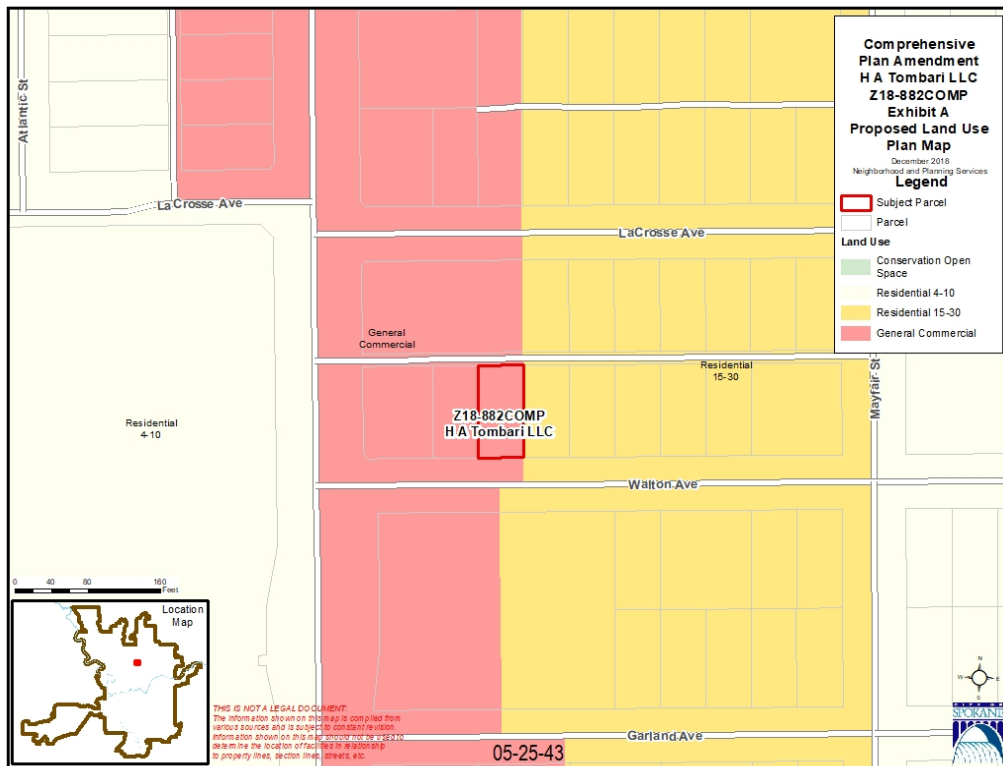 Comprehensive
Plan Amendment
H A Tombari LLC
Z18-882COMP
Exhibit A
Proposed Land Use
Plan Map
December 2018
Neighborhood and Planning Services
Legend
Subject Parcel
Parcel
Land Use
Conservation Open
Space
Residential 4-10
Residential 15-30
General Commercial
Atlantic St
LaCrosse Ave
LaCrosse Ave
General
Commercial
Residential
15-30
Mayfair St
Z18-882COMP
H A Tombari LLC
Residential
4-10
Walton Ave
0 40 80 160
Feet
Location
Map
THIS IS NOT A LEGAL DOCUMENT:
The information shown on this map is compiled from
various sources and is subject to constant revision.
Information shown on this map should not be used to
determine the location of facilities in relationship
to property lines, section lines, streets, etc.
Garland Ave
05-25-43
N
W E
S
CITY OF
SPOKANE